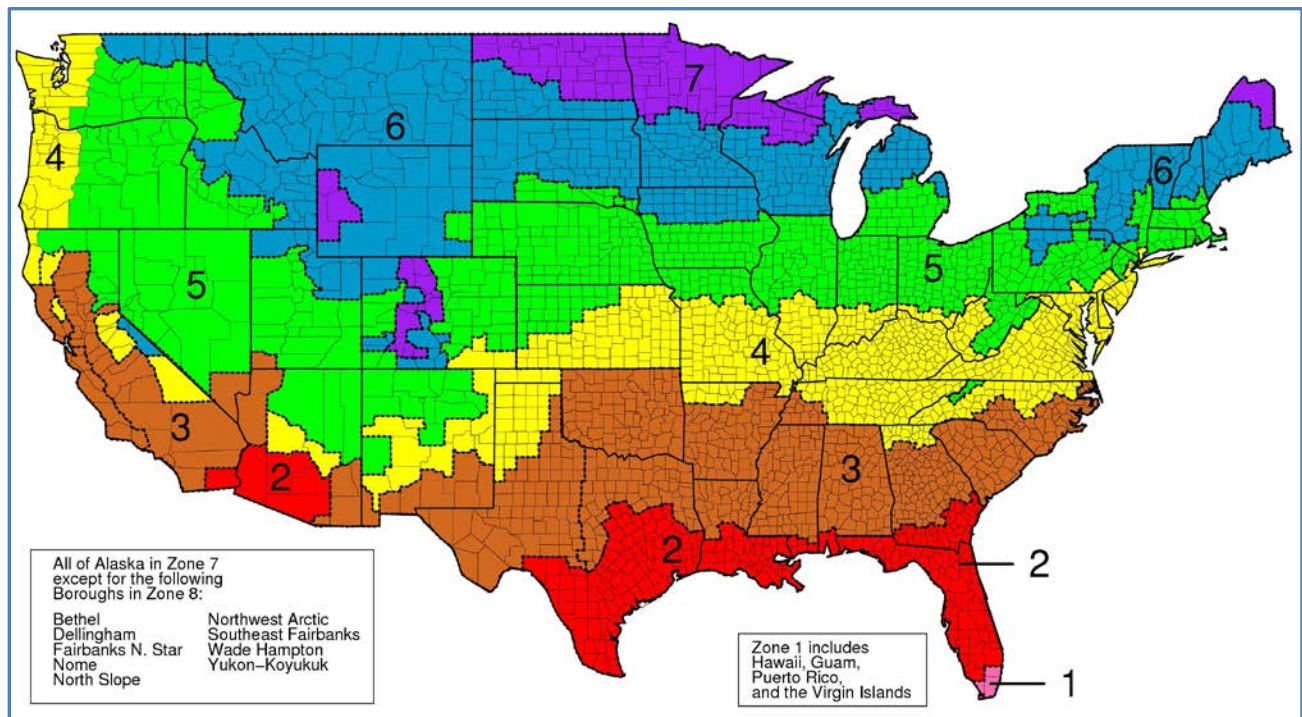 7
6
6
4
5
5
4
3
3
2
2
2
1
All of Alaska in Zone 7
except for the following
Boroughs in Zone 8:
Bethel
Dellingham
Fairbanks N. Star
Nome
North Slope
Northwest Arctic
Southeast Fairbanks
Wade Hampton
Yukon-Koyukuk
Zone 1 includes
Hawaii, Guam,
Puerto Rico,
and the Virgin Islands